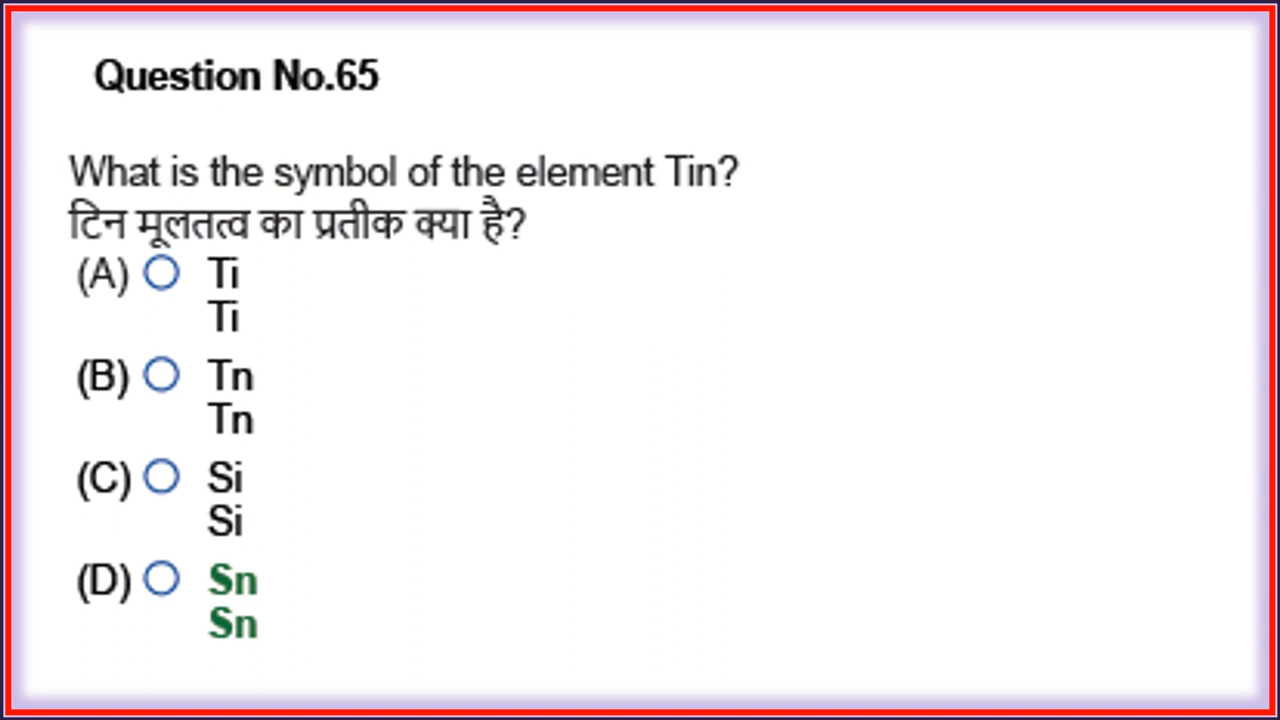 Question No.65
What is the symbol of the element Tin?
टिन मूलतत्व का प्रतीक क्या है?
(A) Ti
Ti
(B) Tn
Tn
(C) Si
Si
(D) Sn
Sn